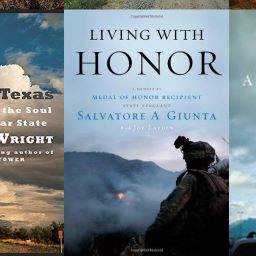 Texas
the Soul
ar State
WRIGHT
ng author of
TOWER
LIVING WITH
HONOR
A MEMOIR BY
MEDAL OF HONOR RECIPIENT
STAFF SERGEANT
SALVATORE A GIUNTA
WITH JOE LAYDEN
A